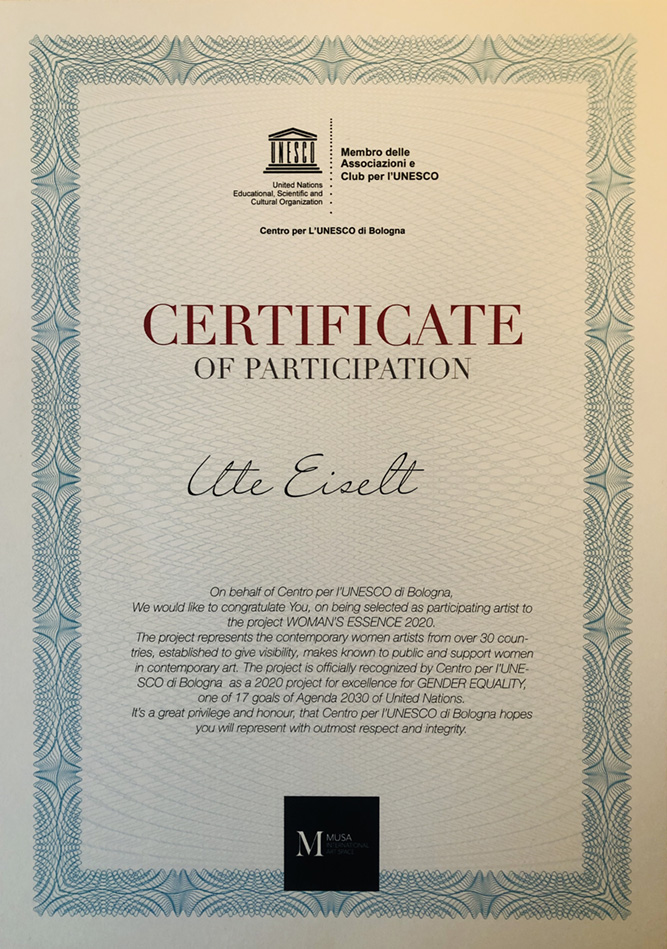 UNESCO
United Nations
Educational, Scientific and
Cultural Organization
Membro delle
Associazioni e
Club per l'UNESCO
Centro per L'UNESCO di Bologna
CERTIFICATE
OF PARTICIPATION
Ute Eiselt
On behalf of Centro per l'UNESCO di Bologna,
We would like to congratulate You, on being selected as participating artist to
the project WOMAN'S ESSENCE 2020.
The project represents the contemporary women artists from over 30 coun-
tries, established to give visibility, makes known to public and support women
in contemporary art. The project is officially recognized by Centro per l'UNE-
SCO di Bologna as a 2020 project for excellence for GENDER EQUALITY,
one of 17 goals of Agenda 2030 of United Nations.
It's a great privilege and honour, that Centro per l'UNESCO di Bologna hopes
you will represent with outmost respect and integrity.
M MUSA
INTERNATIONAL
ART SPACE